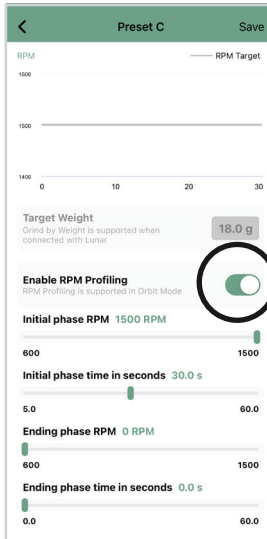 Preset C
Save
RPM
RPM Target
1600
1500
1400
0 10 20 30
Target Weight
Grind by Weight is supported when
connected with Lunar
18.0 g
Enable RPM Profiling
RPM Profiling is supported in Orbit Mode
Initial phase RPM 1500 RPM
600 1500
Initial phase time in seconds 30.0 s
5.0 60.0
Ending phase RPM 0 RPM
600 1500
Ending phase time in seconds 0.0 s
0.0 60.0